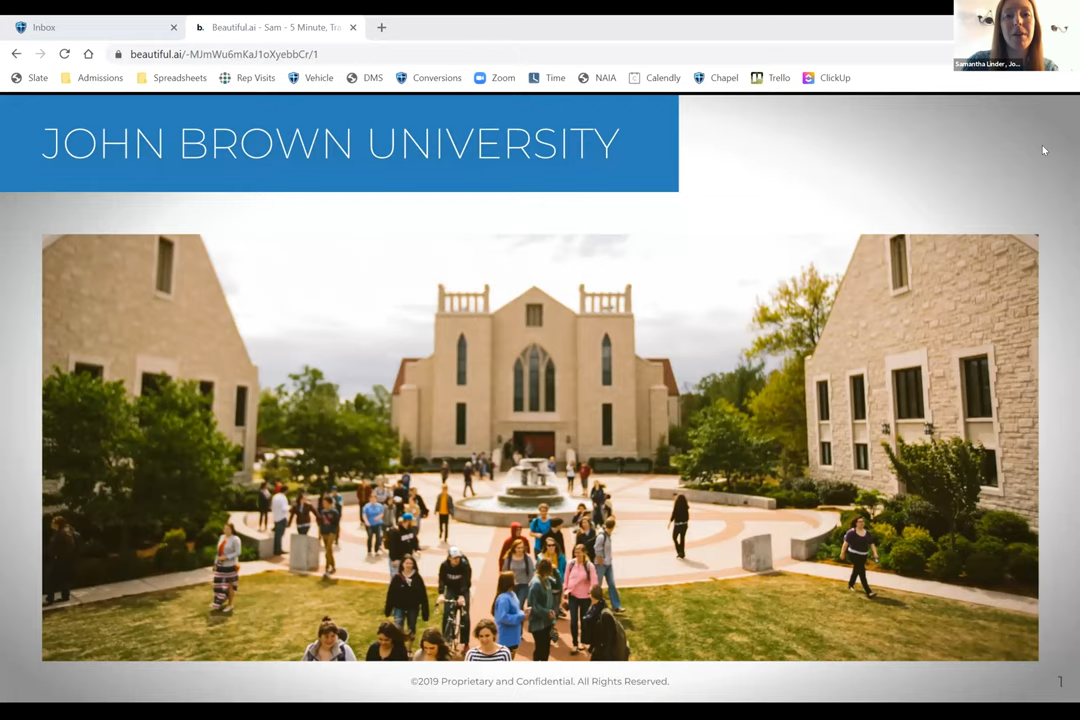 Inbox
b. Beautiful.ai - Sam - 5 Minute, Tra
beautiful.ai/-MJmWu6mKaJ1oXyebbCr/1
Slate Admissions Spreadsheets Rep Visits Vehicle DMS Conversions Zoom Time NAIA Calendly Chapel Trello ClickUp
Samantha Linder, Jo...
JOHN BROWN UNIVERSITY
©2019 Proprietary and Confidential. All Rights Reserved.
1